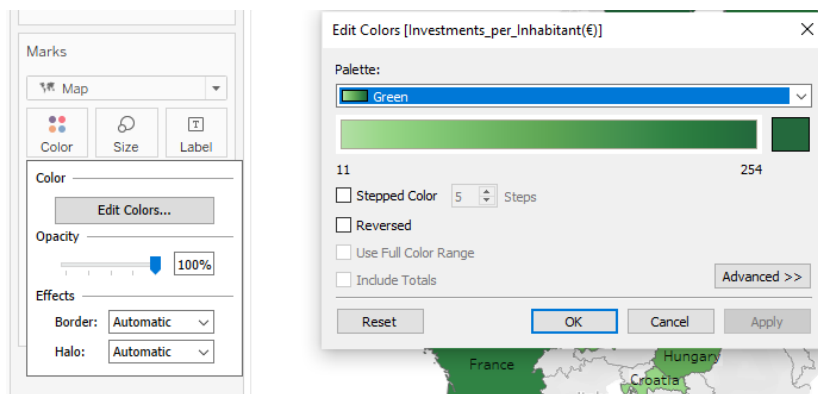 Marks
Map
Color
Size
Label
Color
Edit Colors...
Opacity
100%
Effects
Border: Automatic
Halo: Automatic
Edit Colors [Investments_per_Inhabitant(€)]
Palette:
Green
11
254
Stepped Color 5 Steps
Reversed
Use Full Color Range
Include Totals
Advanced >>
Reset
OK
Cancel
Apply
France
Hungary
Croatia